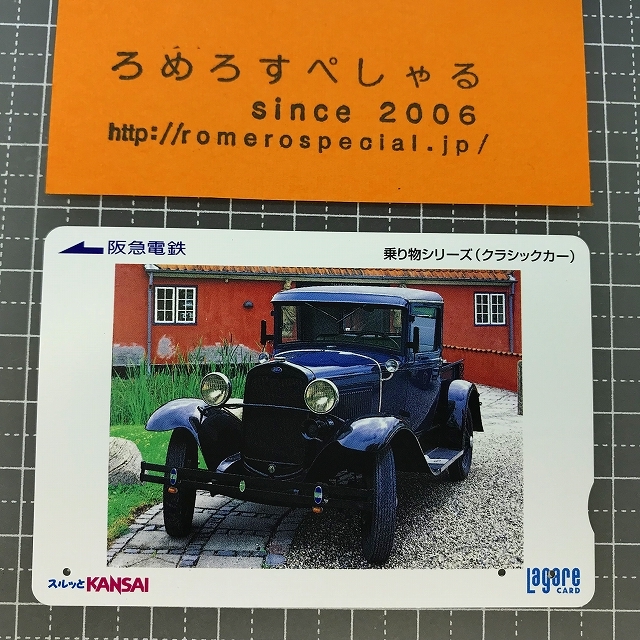 ろめろすぺしゃる
since 2006
http://romerospecial.jp/
阪急電鉄
乗り物シリーズ(クラシックカー)
スルッとKANSAI
Lagare
CARD